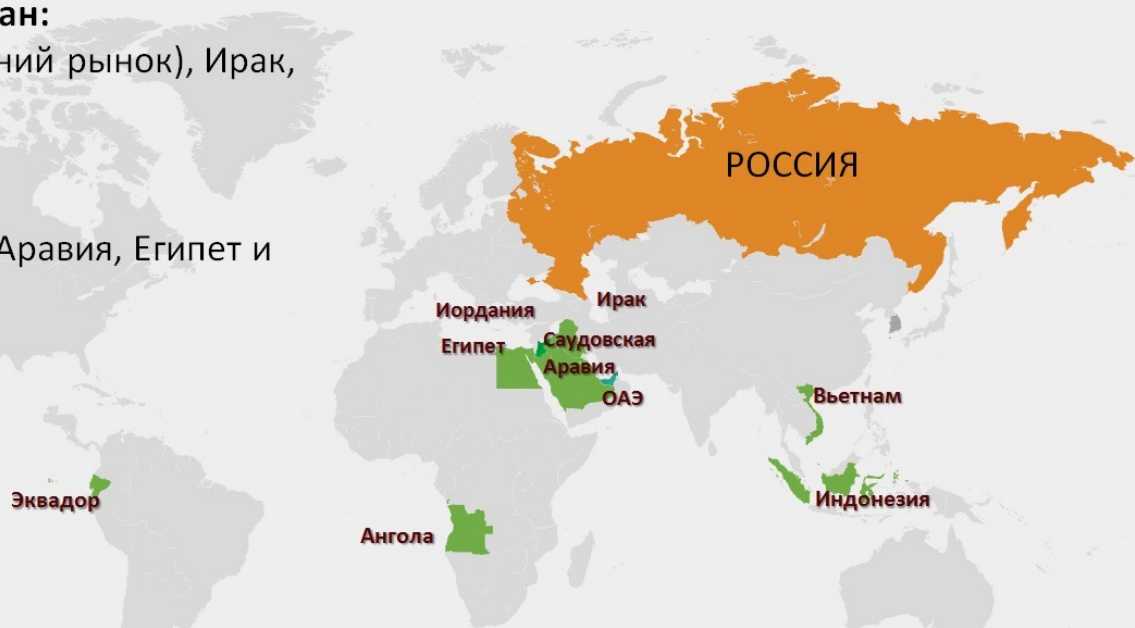 ан:
ний рынок), Ирак,
Аравия, Египет и
РОССИЯ
Ирак
Иордания
Египет
Саудовская
Аравия
ОАЭ
Вьетнам
Эквадор
Индонезия
Ангола